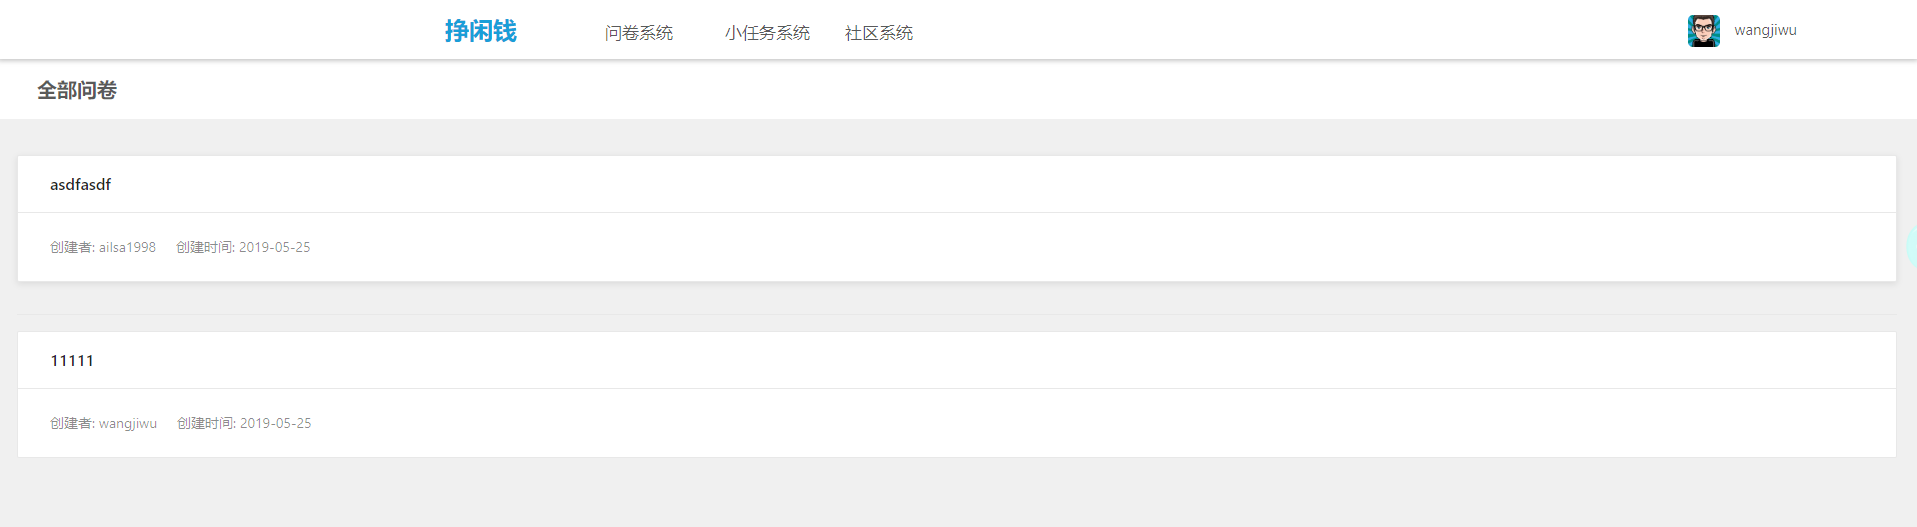 挣闲钱 问卷系统 小任务系统 社区系统 wangjiwu
全部问卷
asdfasdf
创建者: ailsa1998 创建时间: 2019-05-25
11111
创建者: wangjiwu 创建时间: 2019-05-25